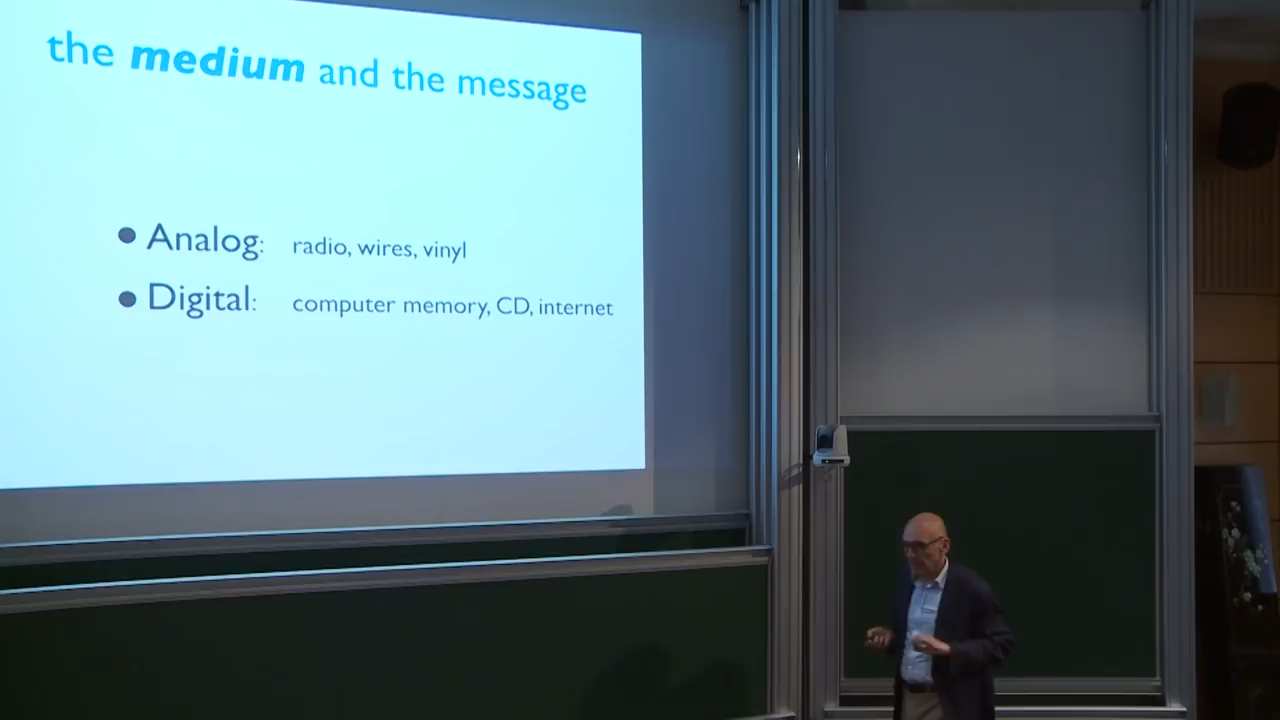 the medium and the message
Analog: radio, wires, vinyl
Digital: computer memory, CD, internet